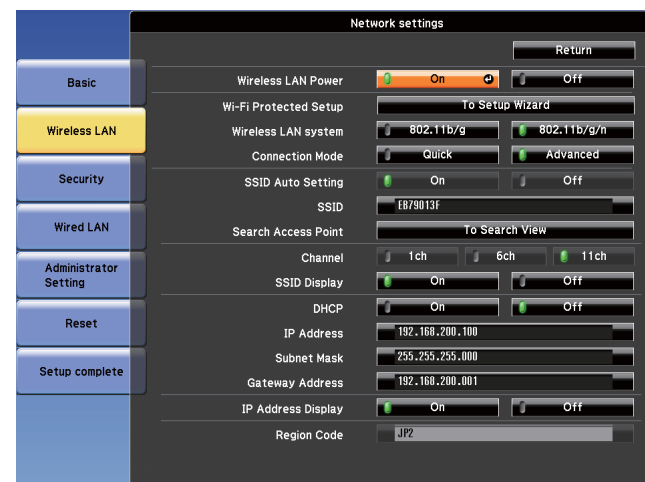 Network settings
Return
Basic
Wireless LAN
Security
Wired LAN
Administrator
Setting
Reset
Setup complete
Wireless LAN Power On Off
Wi-Fi Protected Setup To Setup Wizard
Wireless LAN system 802.11b/g 802.11b/g/n
Connection Mode Quick Advanced
SSID Auto Setting On Off
SSID EB79013F
Search Access Point To Search View
Channel 1ch 6ch 11ch
SSID Display On Off
DHCP On Off
IP Address 192.168.200.100
Subnet Mask 255.255.255.000
Gateway Address 192.168.200.001
IP Address Display On Off
Region Code JP2